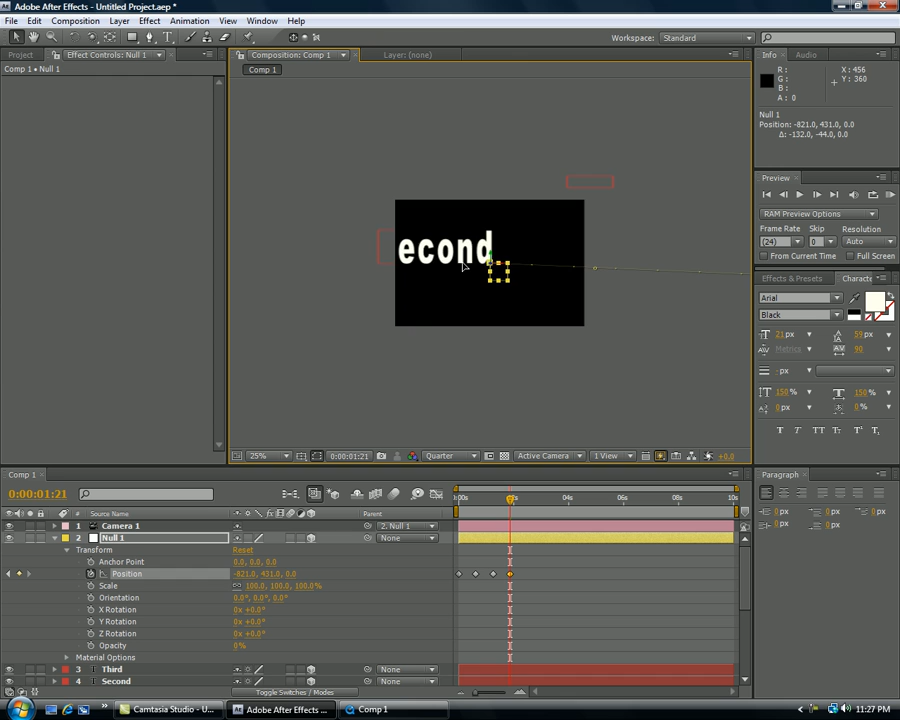 Adobe After Effects - Untitled Project.aep *
File Edit Composition Layer Effect Animation View Window Help
Workspace: Standard
Project Effect Controls: Null 1
Comp 1 • Null 1
Composition: Comp 1 Layer: (none)
Comp 1
econd
25% 0:00:01:21 Quarter Active Camera 1 View +0.0
Info Audio
R : X : 456
G : Y : 360
B :
A : 0
Null 1
Position: -821.0, 431.0, 0.0
Δ: -132.0, -44.0, 0.0
Preview
RAM Preview Options
Frame Rate Skip Resolution
(24) 0 Auto
From Current Time Full Screen
Effects & Presets Characte
Arial
Black
21 px 59 px
Metrics 90
- px
150 % 150 %
0 px 0 %
T T TT Tr T¹ T₁
Paragraph
0 px 0 px 0 px
0 px 0 px
Comp 1
0:00:01:21
# Source Name Parent
:00s 02s 04s 06s 08s 10s
1 Camera 1 2. Null 1
2 Null 1 None
Transform Reset
Anchor Point 0.0, 0.0, 0.0
Position -821.0, 431.0, 0.0
Scale 100.0, 100.0, 100.0%
Orientation 0.0°, 0.0°, 0.0°
X Rotation 0x +0.0°
Y Rotation 0x +0.0°
Z Rotation 0x +0.0°
Opacity 0%
Material Options
3 T Third None
4 T Second None
Toggle Switches / Modes
Camtasia Studio - U... Adobe After Effects ... Comp 1 11:27 PM